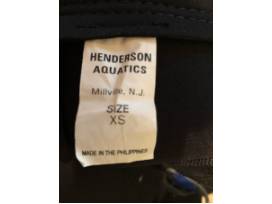 HENDERSON
AQUATICS
Millville, N.J.
SIZE
XS
MADE IN THE PHILIPPINES